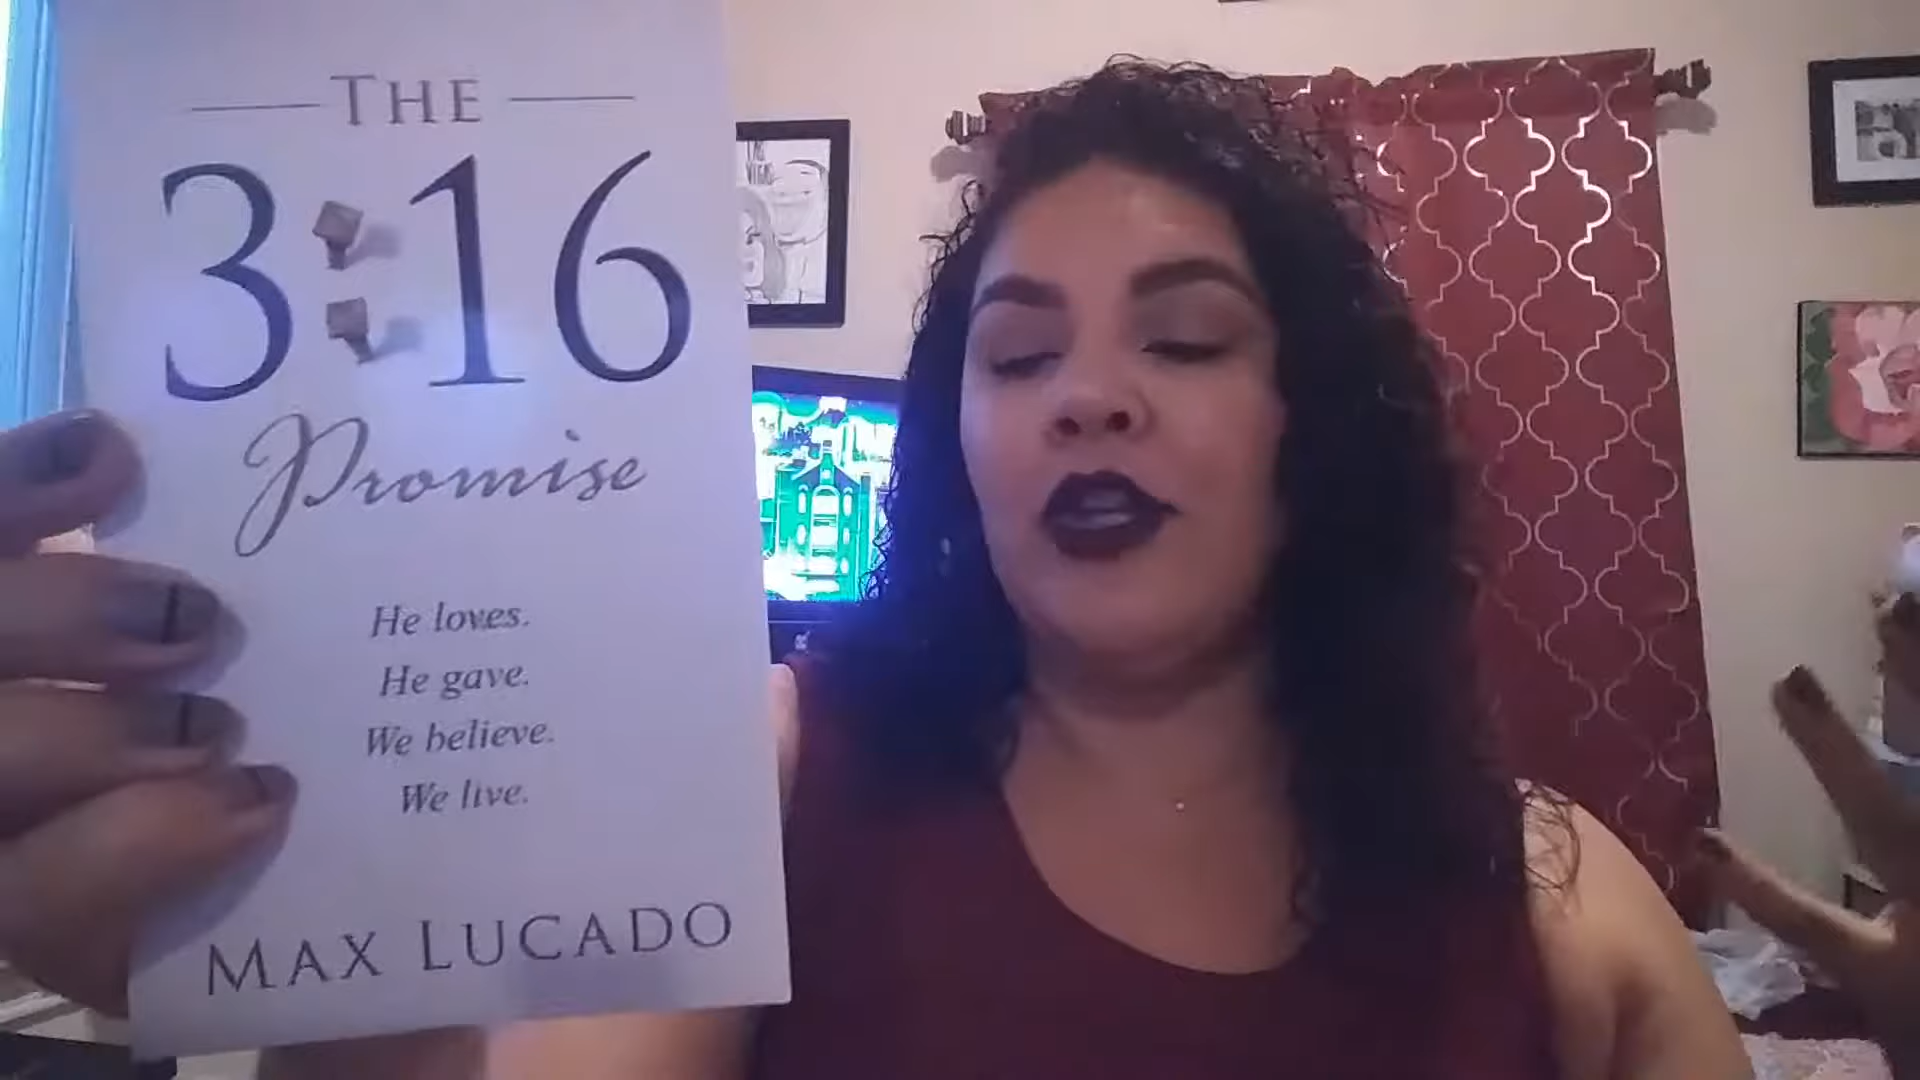 THE
3:16
Promise
He loves.
He gave.
We believe.
We live.
MAX LUCADO